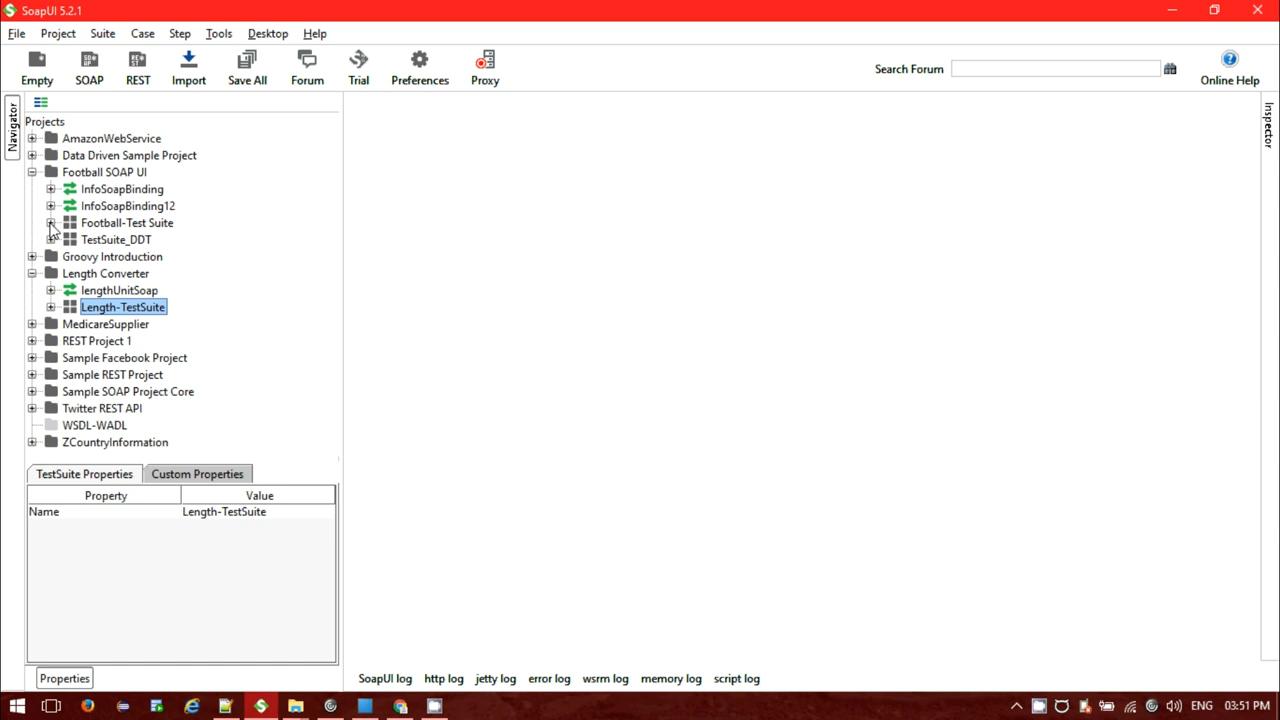 SoapUI 5.2.1
File Project Suite Case Step Tools Desktop Help
Empty SOAP REST Import Save All Forum Trial Preferences Proxy Search Forum Online Help
Navigator
Inspector
Projects
AmazonWebService
Data Driven Sample Project
Football SOAP UI
InfoSoapBinding
InfoSoapBinding12
Football-Test Suite
TestSuite_DDT
Groovy Introduction
Length Converter
lengthUnitSoap
Length-TestSuite
MedicareSupplier
REST Project 1
Sample Facebook Project
Sample REST Project
Sample SOAP Project Core
Twitter REST API
WSDL-WADL
ZCountryInformation
TestSuite Properties Custom Properties
Property Value
Name Length-TestSuite
Properties SoapUI log http log jetty log error log wsrm log memory log script log
ENG 03:51 PM